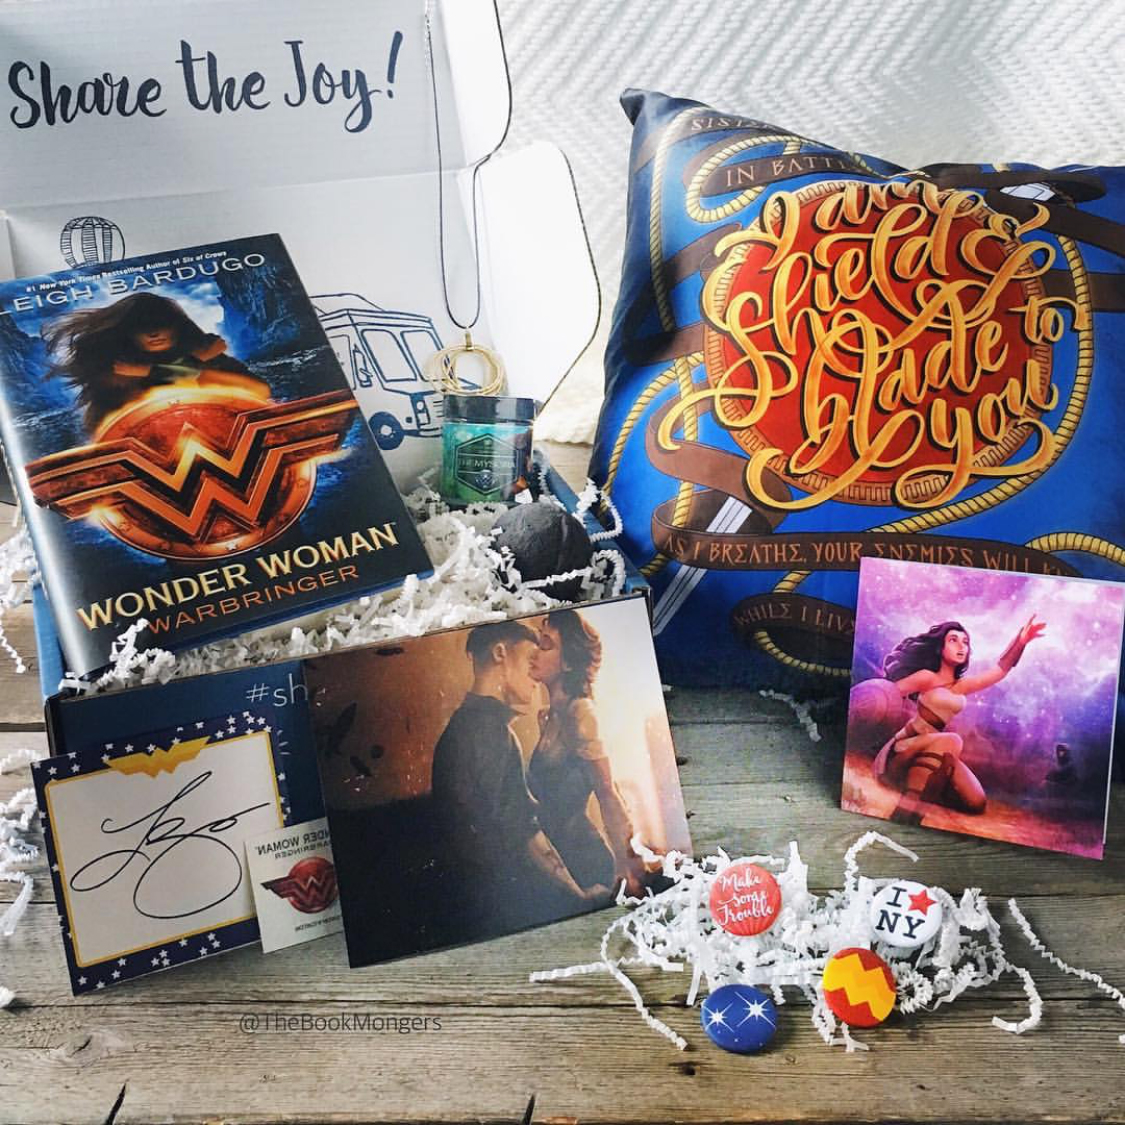 Share the Joy!
#1 New York Times Bestselling Author of Six of Crows
LEIGH BARDUGO
WONDER WOMAN
WARBRINGER
IN BATTLE
I am
Shield &
blade to
you
AS I BREATHE, YOUR ENEMIES WILL
WHILE I LIVE
#sh
WONDER WOMAN
WARBRINGER
Make
Some
Trouble
I ★
NY
@TheBookMongers